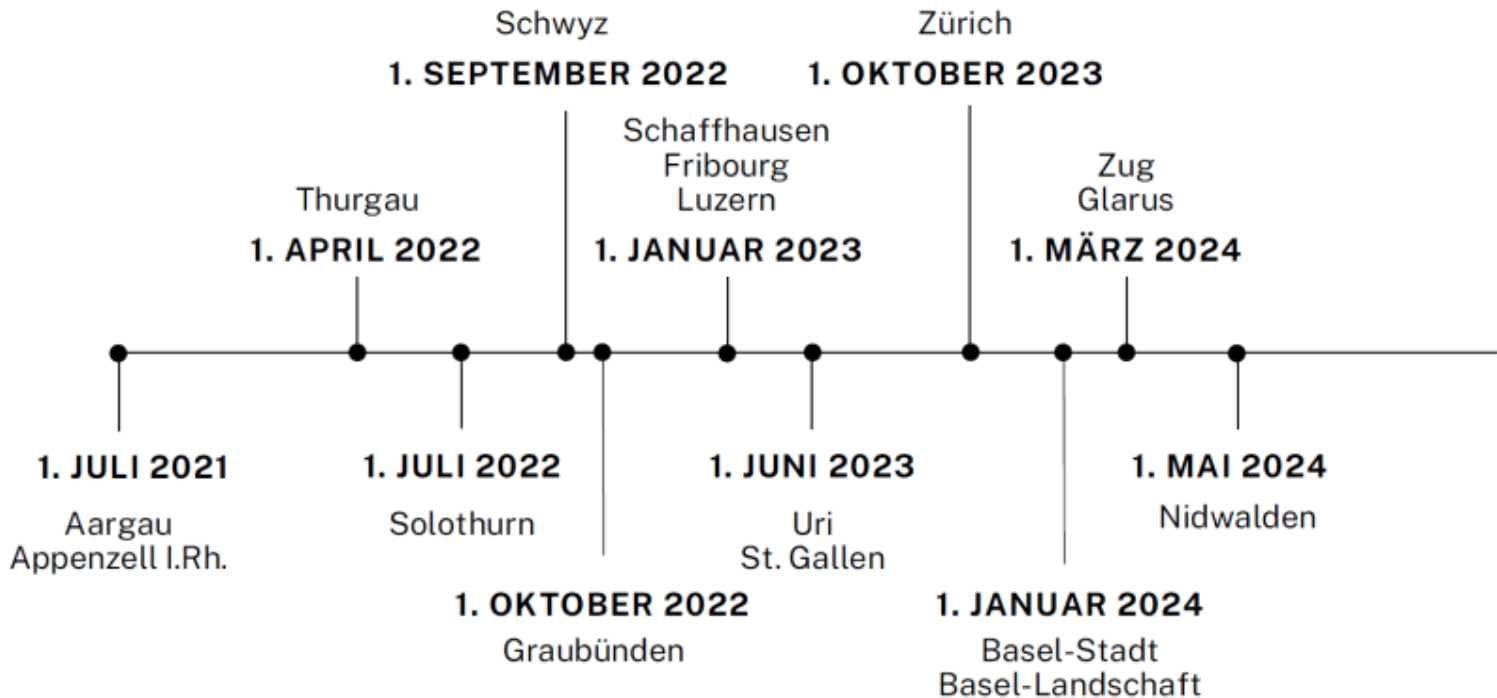 Schwyz
1. SEPTEMBER 2022
Zürich
1. OKTOBER 2023
Schaffhausen
Fribourg
Luzern
1. JANUAR 2023
Thurgau
1. APRIL 2022
Zug
Glarus
1. MÄRZ 2024
1. JULI 2021
Aargau
Appenzell I.Rh.
1. JULI 2022
Solothurn
1. JUNI 2023
Uri
St. Gallen
1. MAI 2024
Nidwalden
1. OKTOBER 2022
Graubünden
1. JANUAR 2024
Basel-Stadt
Basel-Landschaft